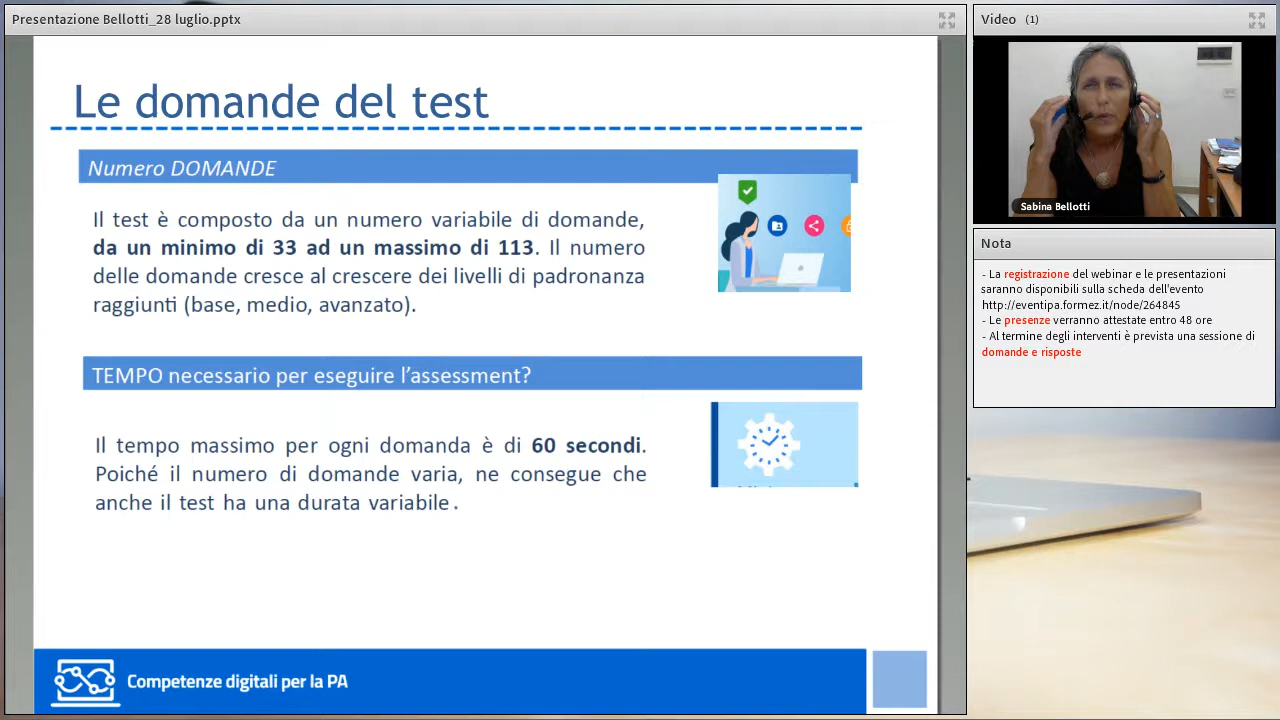 Presentazione Bellotti_28 luglio.pptx
Le domande del test
Numero DOMANDE
Il test è composto da un numero variabile di domande,
da un minimo di 33 ad un massimo di 113. Il numero
delle domande cresce al crescere dei livelli di padronanza
raggiunti (base, medio, avanzato).
TEMPO necessario per eseguire l’assessment?
Il tempo massimo per ogni domanda è di 60 secondi.
Poiché il numero di domande varia, ne consegue che
anche il test ha una durata variabile .
Competenze digitali per la PA
Video (1)
Sabina Bellotti
Nota
- La registrazione del webinar e le presentazioni
saranno disponibili sulla scheda dell'evento
http://eventipa.formez.it/node/264845
- Le presenze verranno attestate entro 48 ore
- Al termine degli interventi è prevista una sessione di
domande e risposte